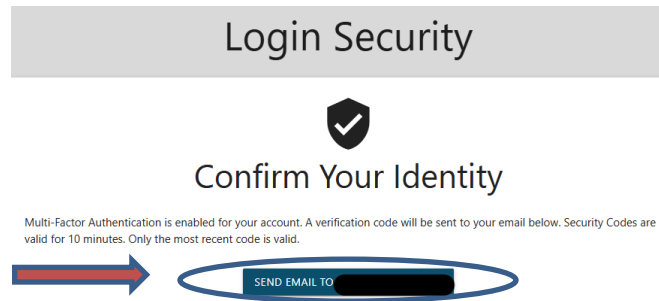 Login Security
Confirm Your Identity
Multi-Factor Authentication is enabled for your account. A verification code will be sent to your email below. Security Codes are
valid for 10 minutes. Only the most recent code is valid.
SEND EMAIL TO